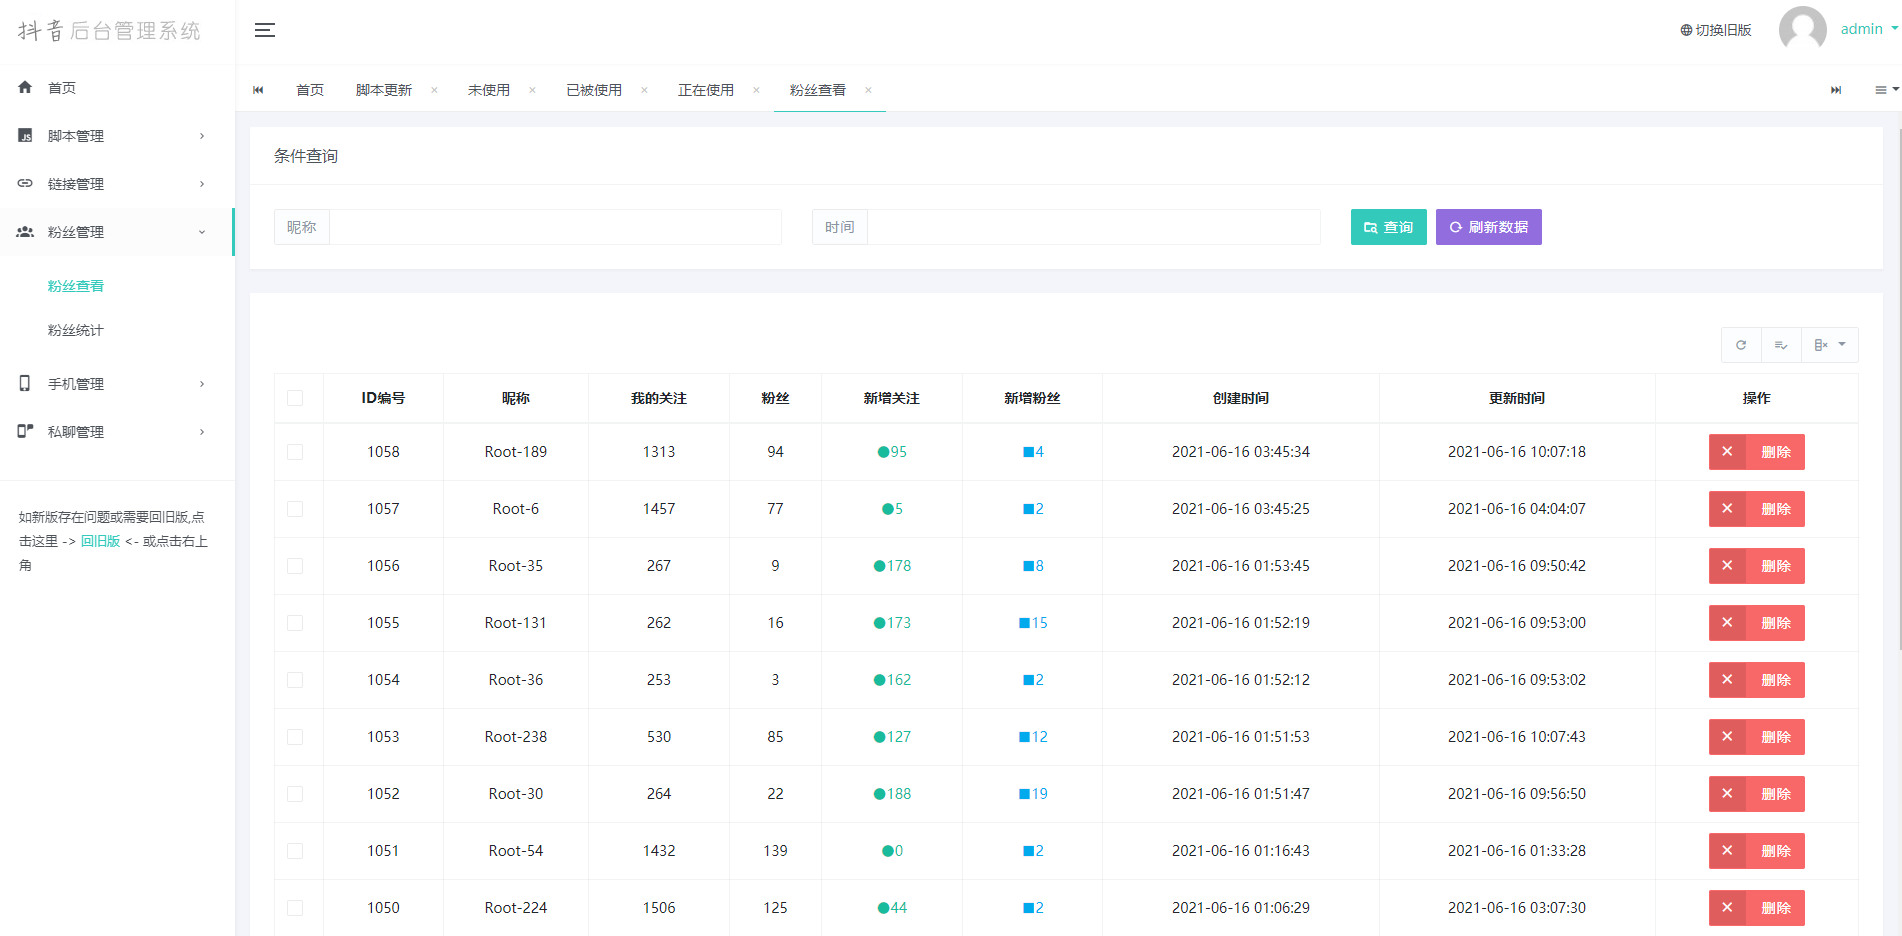 抖音后台管理系统
切换旧版
admin
首页
脚本管理
链接管理
粉丝管理
粉丝查看
粉丝统计
手机管理
私聊管理
如新版存在问题或需要回旧版,点
击这里 -> 回旧版 <- 或点击右上
角
首页 脚本更新 × 未使用 × 已被使用 × 正在使用 × 粉丝查看 ×
条件查询
昵称 时间 查询 刷新数据
ID编号 昵称 我的关注 粉丝 新增关注 新增粉丝 创建时间 更新时间 操作
1058 Root-189 1313 94 95 4 2021-06-16 03:45:34 2021-06-16 10:07:18 删除
1057 Root-6 1457 77 5 2 2021-06-16 03:45:25 2021-06-16 04:04:07 删除
1056 Root-35 267 9 178 8 2021-06-16 01:53:45 2021-06-16 09:50:42 删除
1055 Root-131 262 16 173 15 2021-06-16 01:52:19 2021-06-16 09:53:00 删除
1054 Root-36 253 3 162 2 2021-06-16 01:52:12 2021-06-16 09:53:02 删除
1053 Root-238 530 85 127 12 2021-06-16 01:51:53 2021-06-16 10:07:43 删除
1052 Root-30 264 22 188 19 2021-06-16 01:51:47 2021-06-16 09:56:50 删除
1051 Root-54 1432 139 0 2 2021-06-16 01:16:43 2021-06-16 01:33:28 删除
1050 Root-224 1506 125 44 2 2021-06-16 01:06:29 2021-06-16 03:07:30 删除